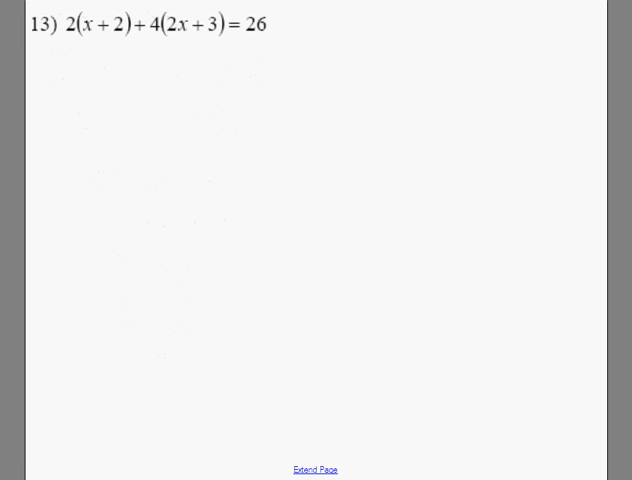 13) 2(x + 2) + 4(2x + 3) = 26
Extend Page